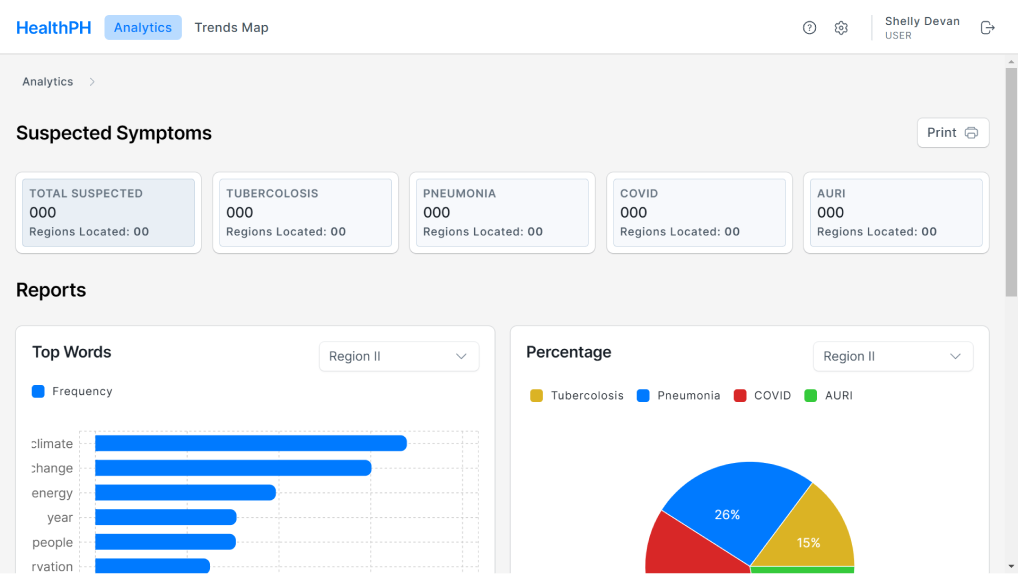 HealthPH
Analytics
Trends Map
Shelly Devan
USER
Analytics
Suspected Symptoms
Print
TOTAL SUSPECTED
000
Regions Located: 00
TUBERCOLOSIS
000
Regions Located: 00
PNEUMONIA
000
Regions Located: 00
COVID
000
Regions Located: 00
AURI
000
Regions Located: 00
Reports
Top Words
Region II
Frequency
climate
change
energy
year
people
rvation
Percentage
Region II
Tubercolosis
Pneumonia
COVID
AURI
26%
15%